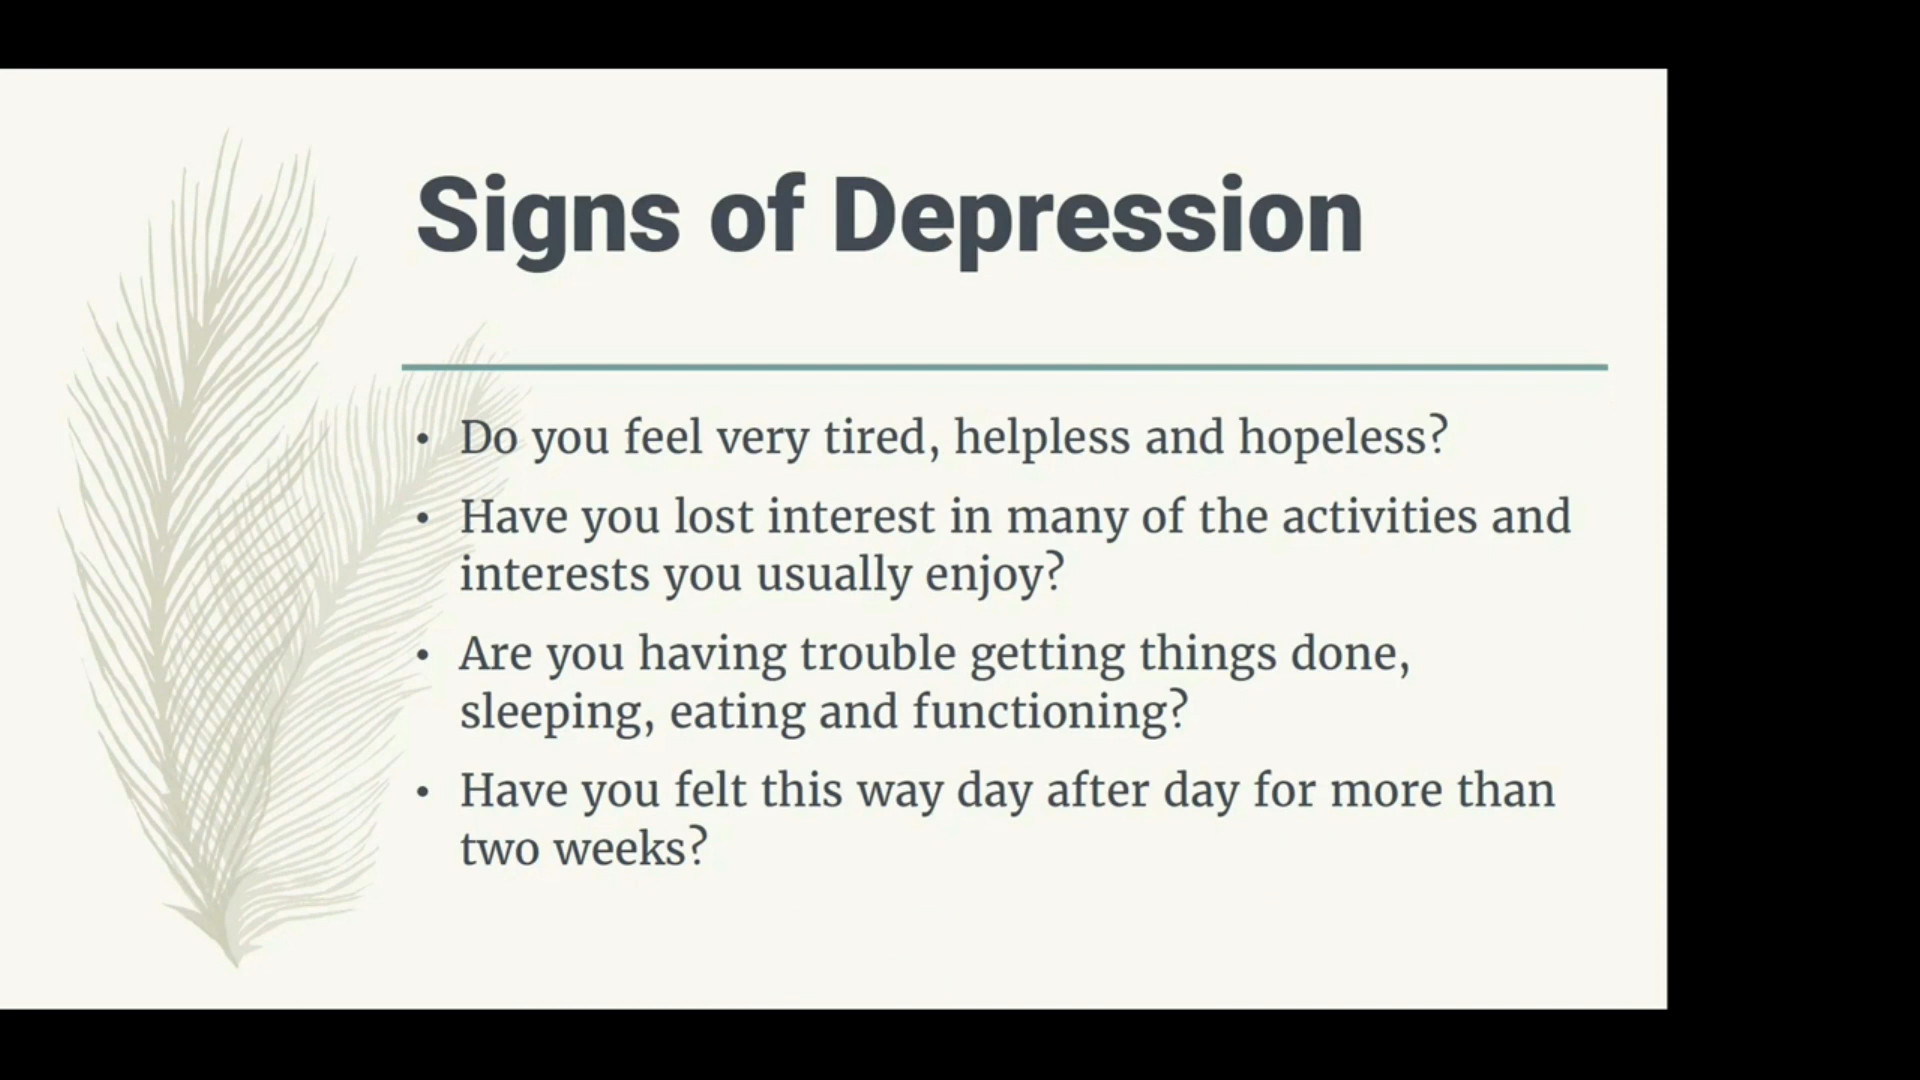 Signs of Depression
• Do you feel very tired, helpless and hopeless?
• Have you lost interest in many of the activities and
interests you usually enjoy?
• Are you having trouble getting things done,
sleeping, eating and functioning?
• Have you felt this way day after day for more than
two weeks?